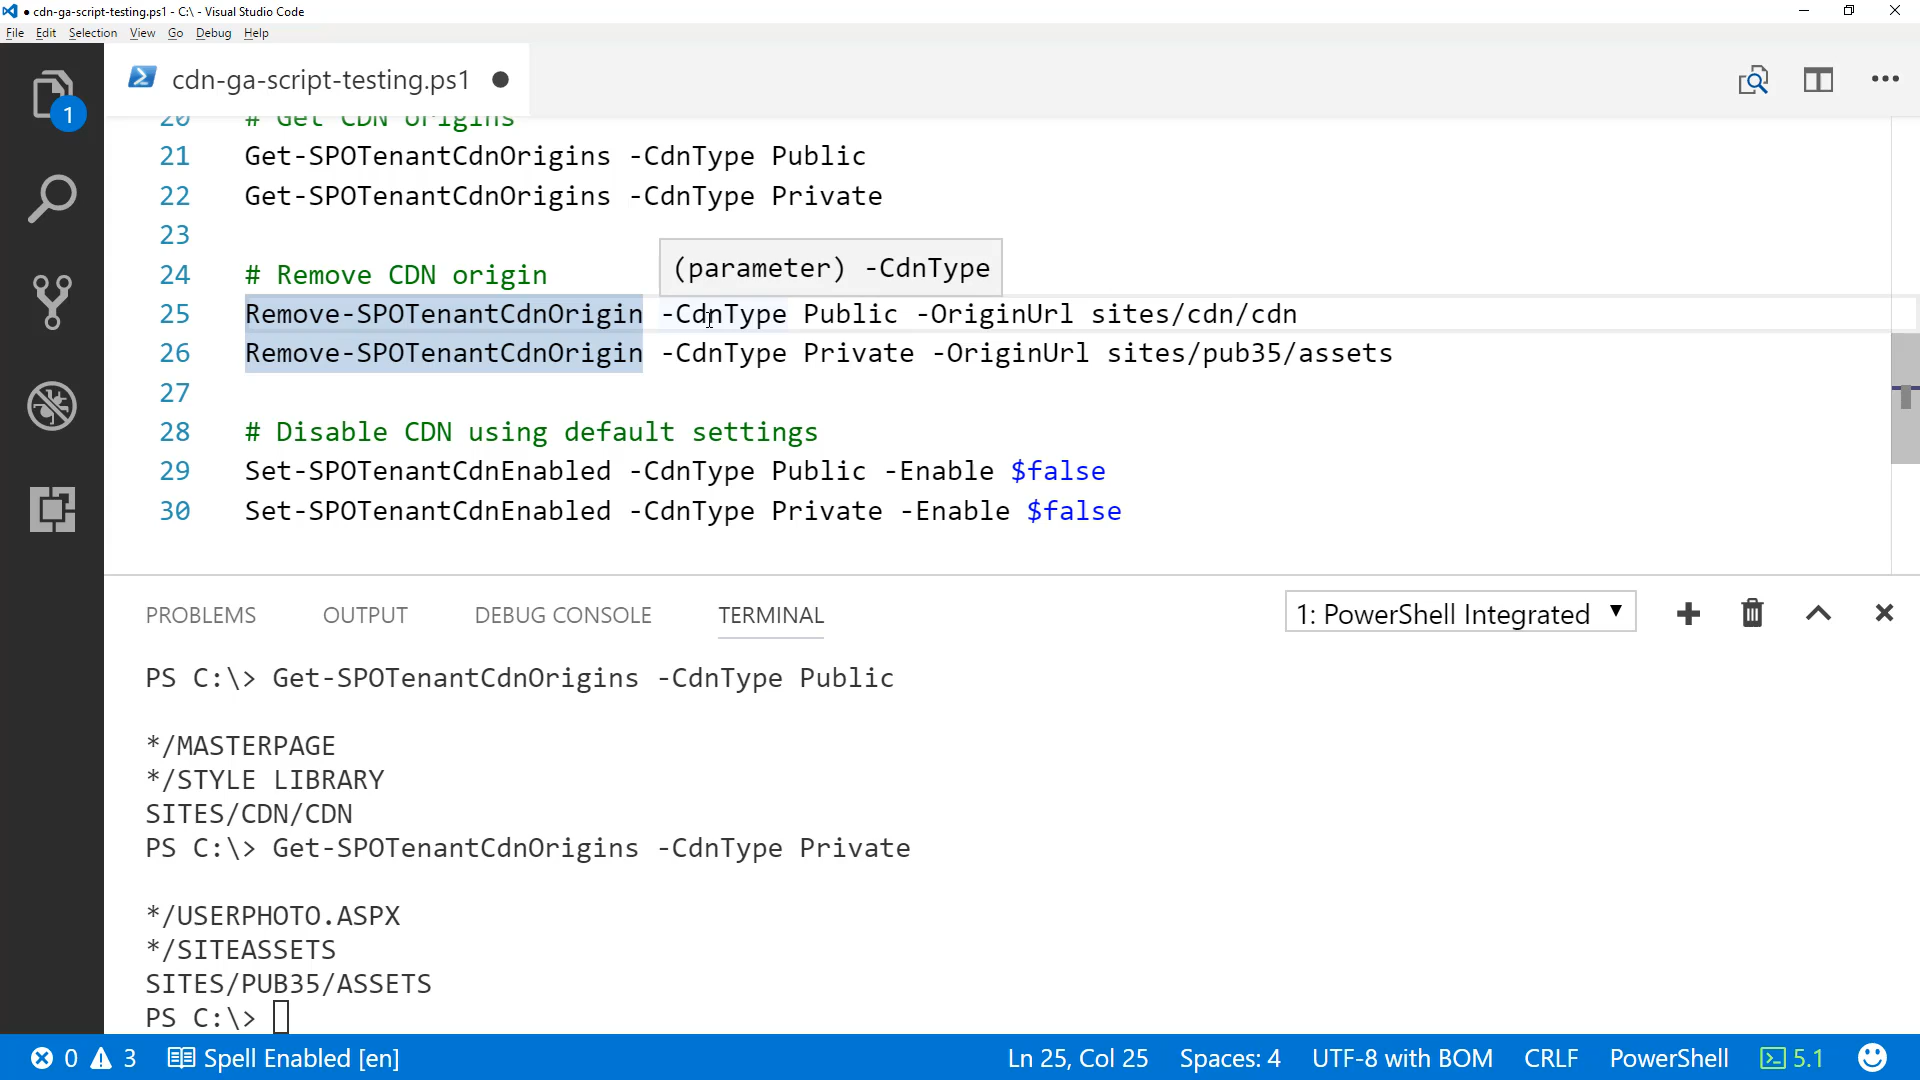 cdn-ga-script-testing.ps1 - C:\ - Visual Studio Code
File Edit Selection View Go Debug Help
cdn-ga-script-testing.ps1
1
20 # Get CDN origins
21 Get-SPOTenantCdnOrigins -CdnType Public
22 Get-SPOTenantCdnOrigins -CdnType Private
23
(parameter) -CdnType
24 # Remove CDN origin
25 Remove-SPOTenantCdnOrigin -CdnType Public -OriginUrl sites/cdn/cdn
26 Remove-SPOTenantCdnOrigin -CdnType Private -OriginUrl sites/pub35/assets
27
28 # Disable CDN using default settings
29 Set-SPOTenantCdnEnabled -CdnType Public -Enable $false
30 Set-SPOTenantCdnEnabled -CdnType Private -Enable $false
PROBLEMS OUTPUT DEBUG CONSOLE TERMINAL 1: PowerShell Integrated
PS C:\> Get-SPOTenantCdnOrigins -CdnType Public
*/MASTERPAGE
*/STYLE LIBRARY
SITES/CDN/CDN
PS C:\> Get-SPOTenantCdnOrigins -CdnType Private
*/USERPHOTO.ASPX
*/SITEASSETS
SITES/PUB35/ASSETS
PS C:\>
0 3 Spell Enabled [en] Ln 25, Col 25 Spaces: 4 UTF-8 with BOM CRLF PowerShell 5.1